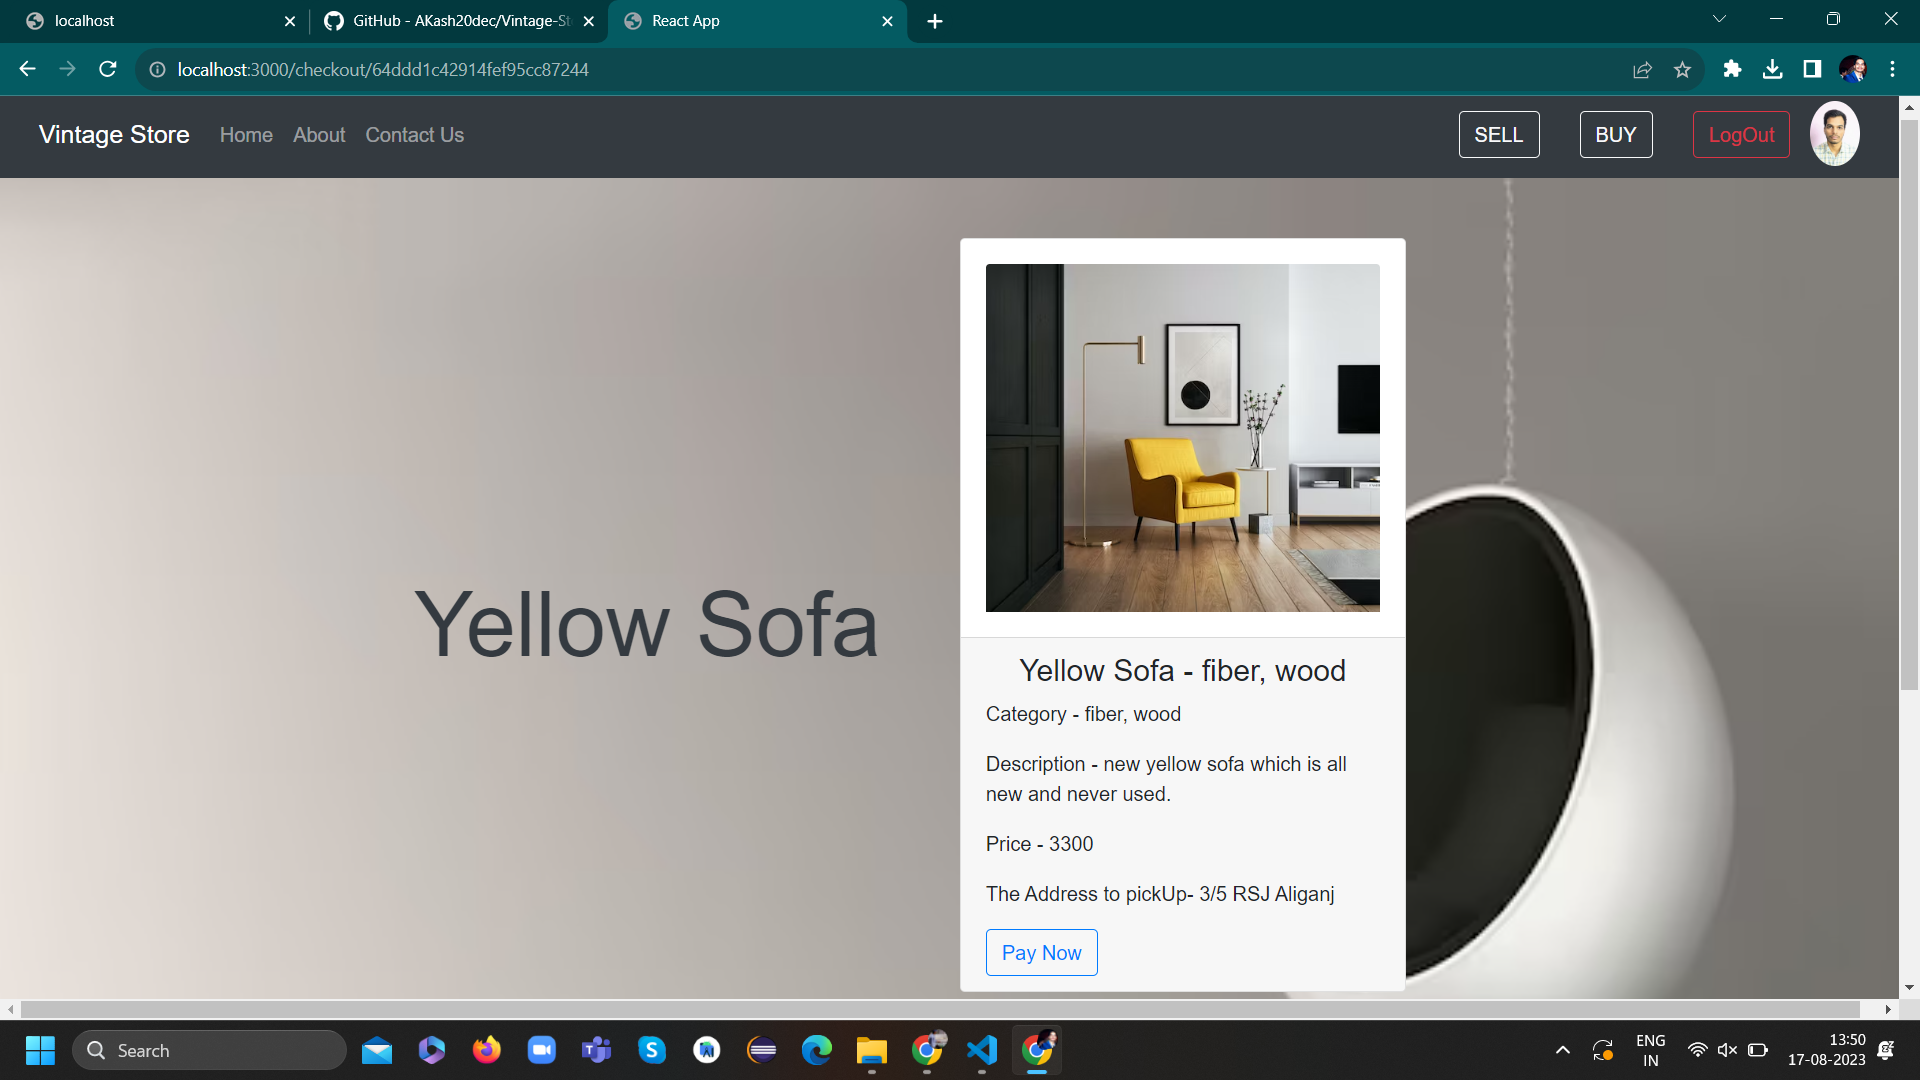 localhost
GitHub - AKash20dec/Vintage-St
React App
localhost:3000/checkout/64ddd1c42914fef95cc87244
Vintage Store
Home
About
Contact Us
SELL
BUY
LogOut
Yellow Sofa
Yellow Sofa - fiber, wood
Category - fiber, wood
Description - new yellow sofa which is all
new and never used.
Price - 3300
The Address to pickUp- 3/5 RSJ Aliganj
Pay Now
Search
ENG
IN
13:50
17-08-2023